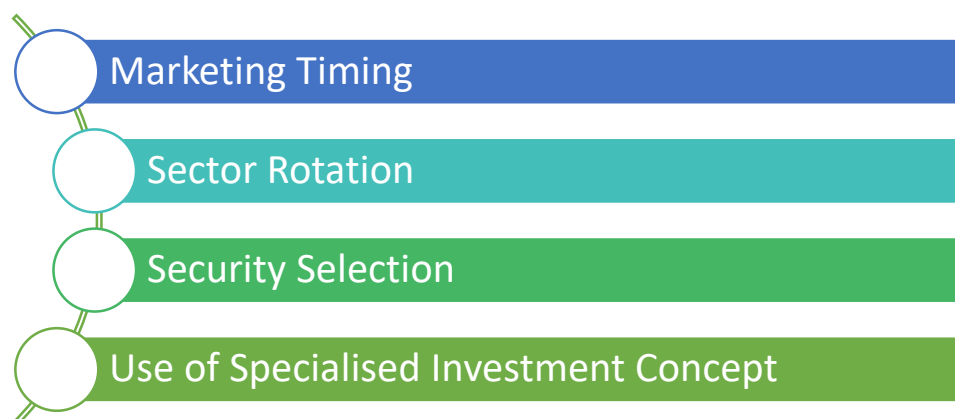 Marketing Timing
Sector Rotation
Security Selection
Use of Specialised Investment Concept